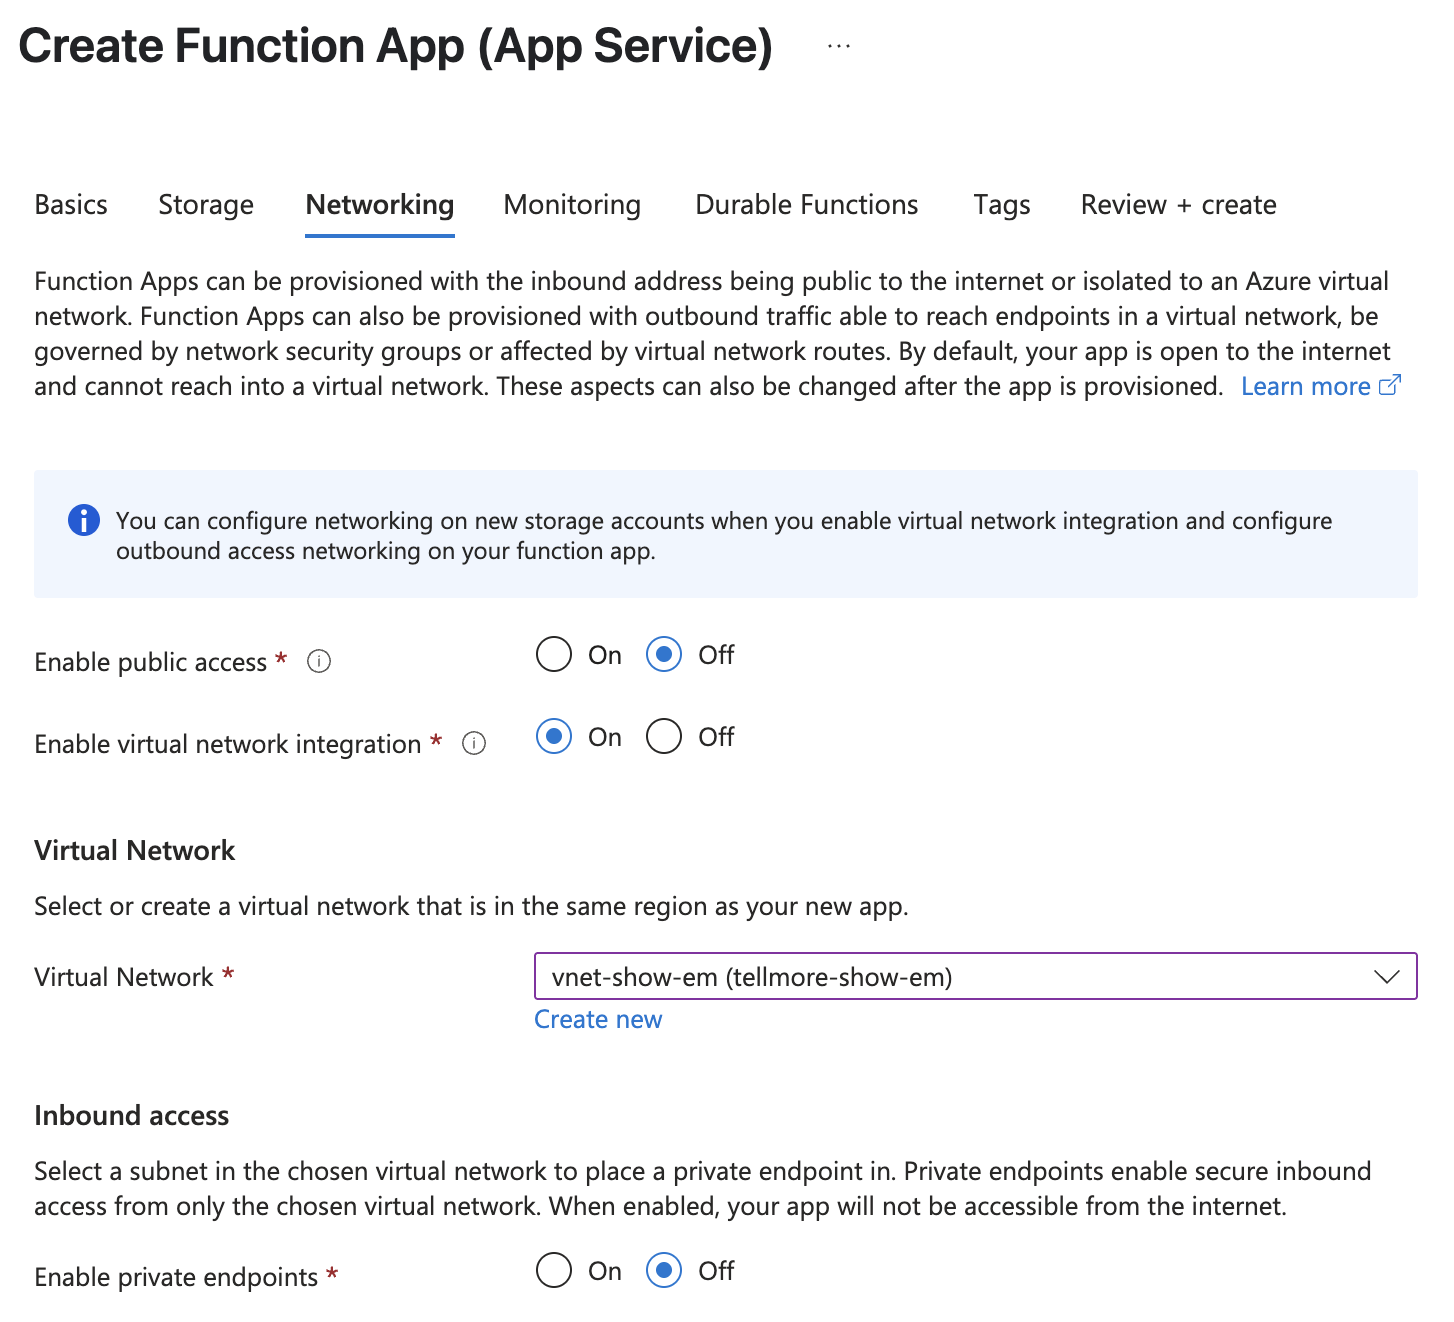 Create Function App (App Service) ...
Basics Storage Networking Monitoring Durable Functions Tags Review + create
Function Apps can be provisioned with the inbound address being public to the internet or isolated to an Azure virtual
network. Function Apps can also be provisioned with outbound traffic able to reach endpoints in a virtual network, be
governed by network security groups or affected by virtual network routes. By default, your app is open to the internet
and cannot reach into a virtual network. These aspects can also be changed after the app is provisioned. Learn more
You can configure networking on new storage accounts when you enable virtual network integration and configure
outbound access networking on your function app.
Enable public access * On Off
Enable virtual network integration * On Off
Virtual Network
Select or create a virtual network that is in the same region as your new app.
Virtual Network * vnet-show-em (tellmore-show-em)
Create new
Inbound access
Select a subnet in the chosen virtual network to place a private endpoint in. Private endpoints enable secure inbound
access from only the chosen virtual network. When enabled, your app will not be accessible from the internet.
Enable private endpoints * On Off